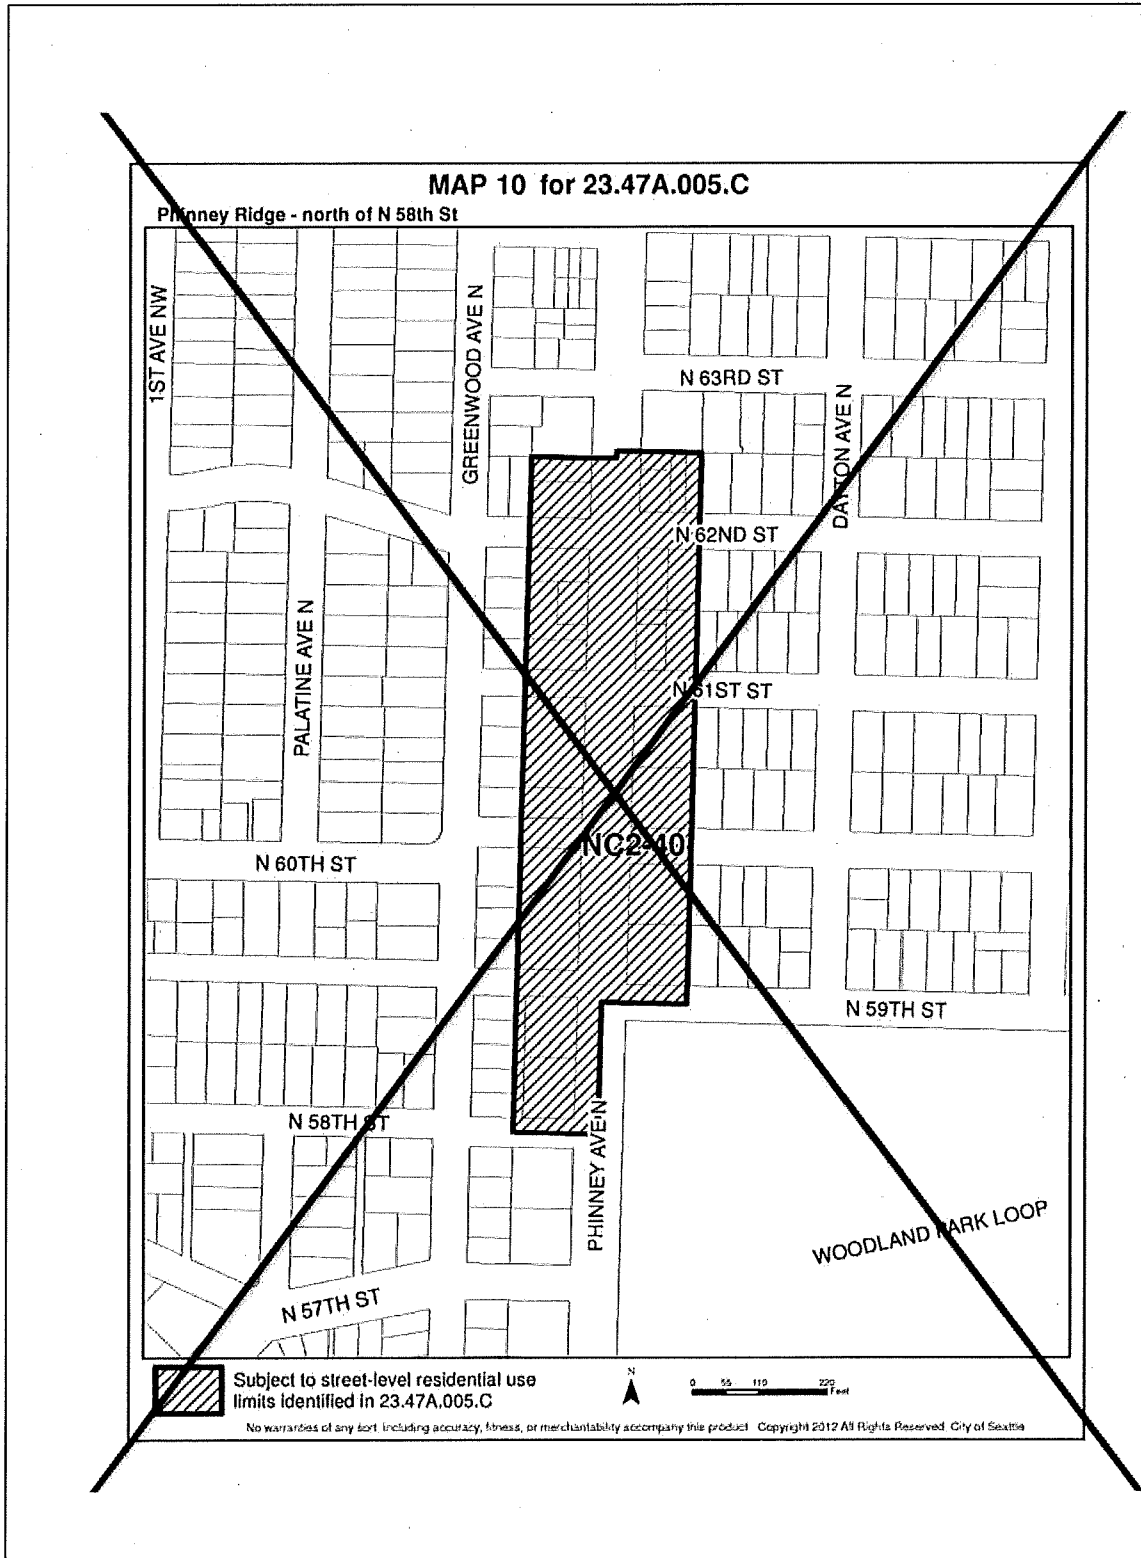 MAP 10 for 23.47A.005.C
Phinney Ridge - north of N 58th St
1ST AVE NW
GREENWOOD AVE N
N 63RD ST
DAYTON AVE N
N 62ND ST
PALATINE AVE N
N 61ST ST
NC2-40
N 60TH ST
N 59TH ST
N 58TH ST
PHINNEY AVE N
WOODLAND PARK LOOP
N 57TH ST
Subject to street-level residential use
limits identified in 23.47A.005.C
N
0 55 110 220
Feet
No warranties of any sort, including accuracy, fitness, or merchantability accompany this product. Copyright 2012 All Rights Reserved, City of Seattle